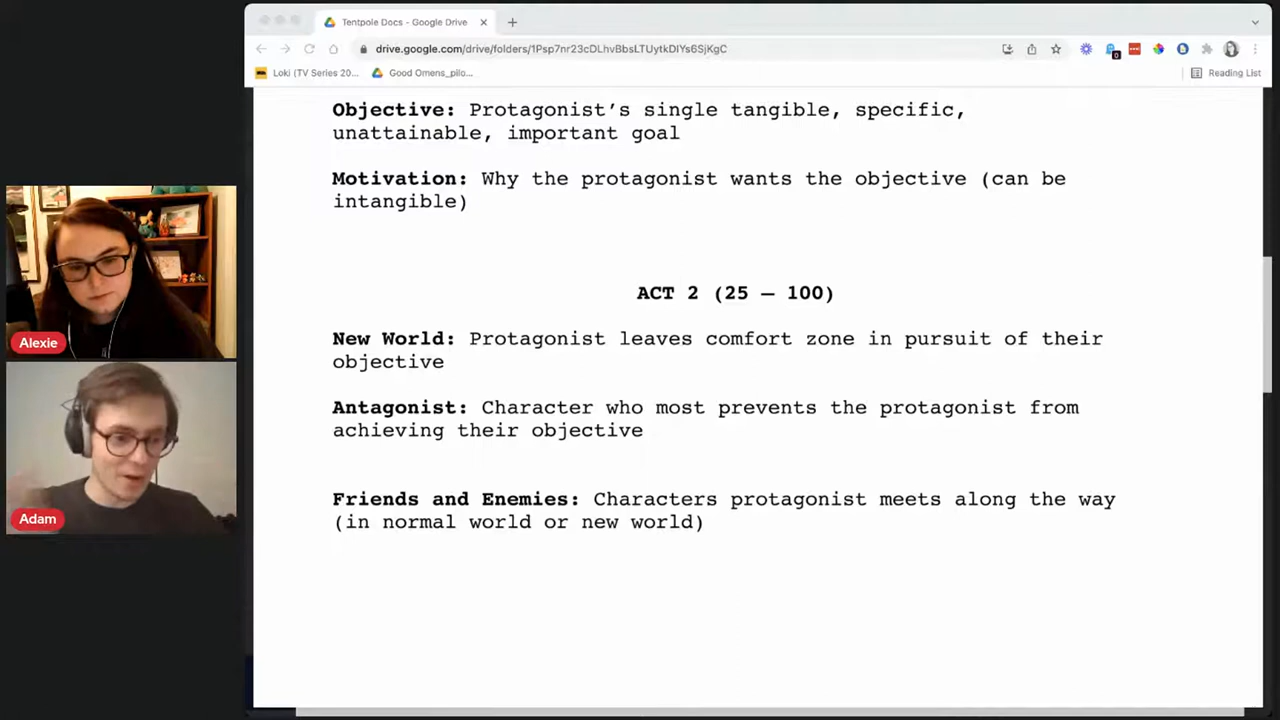 Tentpole Docs - Google Drive
drive.google.com/drive/folders/1Psp7nr23cDLhvBbsLTUytkDIYs6SjKgC
Loki (TV Series 20...
Good Omens_pilo...
Reading List
Objective: Protagonist's single tangible, specific,
unattainable, important goal
Motivation: Why the protagonist wants the objective (can be
intangible)
ACT 2 (25 – 100)
New World: Protagonist leaves comfort zone in pursuit of their
objective
Antagonist: Character who most prevents the protagonist from
achieving their objective
Friends and Enemies: Characters protagonist meets along the way
(in normal world or new world)
Alexie
Adam